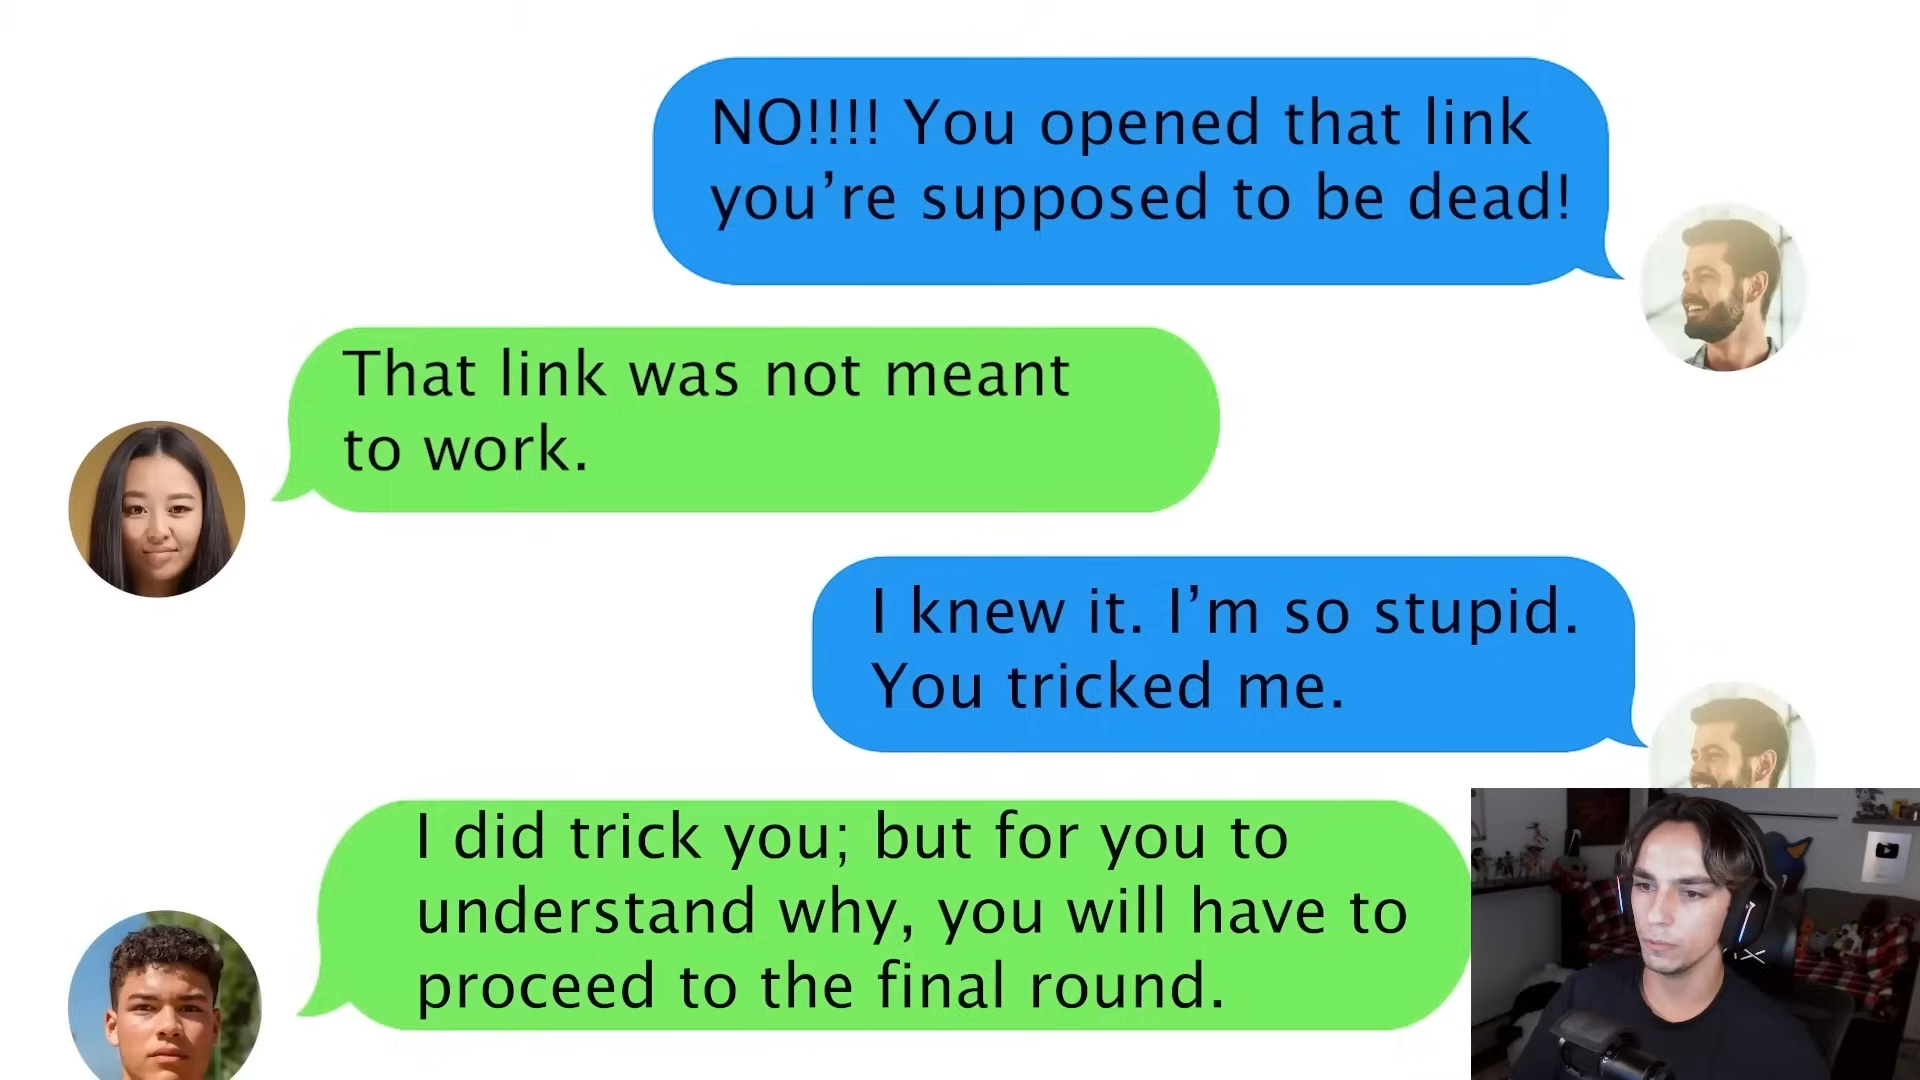 NO!!!! You opened that link
you’re supposed to be dead!
That link was not meant
to work.
I knew it. I’m so stupid.
You tricked me.
I did trick you; but for you to
understand why, you will have to
proceed to the final round.